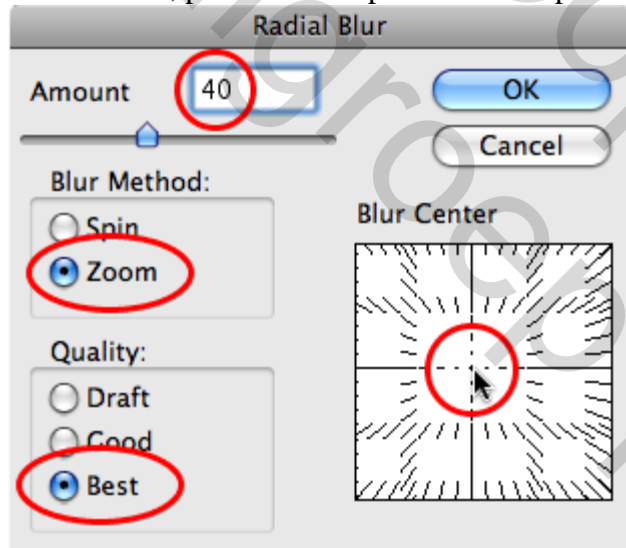 Radial Blur
Amount 40
OK
Cancel
Blur Method:
Spin
Zoom
Blur Center
Quality:
Draft
Good
Best